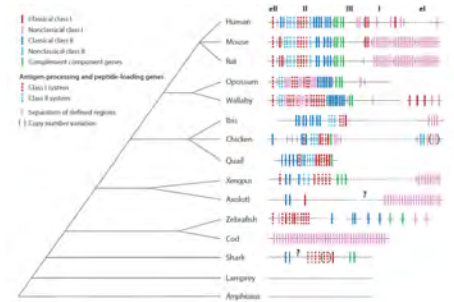 eII II III I eI
Classical class I
Nonclassical class I
Classical class II
Nonclassical class II
Complement component genes
Antigen-processing and peptide-loading genes
Class I system
Class II system
Separation of defined regions
( ) Copy number variation
Human
Mouse
Rat
Opossum
Wallaby
Ibis
Chicken
Quail
Xenopus
Axolotl
?
Zebrafish
Cod
?
Shark
Lamprey
Amphioxus